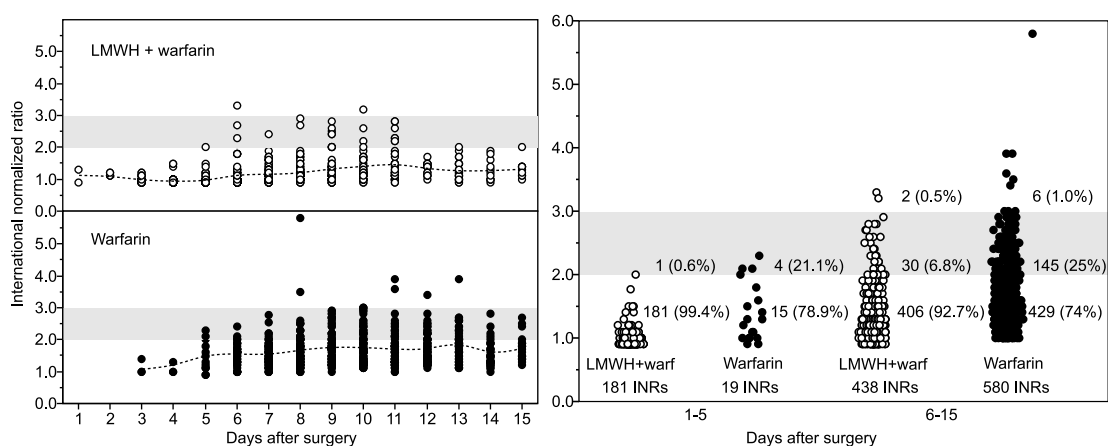 LMWH + warfarin
5.0
4.0
3.0
2.0
1.0
0.0
Warfarin
5.0
4.0
3.0
2.0
1.0
0.0
International normalized ratio
1 2 3 4 5 6 7 8 9 10 11 12 13 14 15
Days after surgery
6.0
5.0
4.0
3.0
2.0
1.0
0.0
2 (0.5%) 6 (1.0%)
1 (0.6%) 4 (21.1%) 30 (6.8%) 145 (25%)
181 (99.4%) 15 (78.9%) 406 (92.7%) 429 (74%)
LMWH+warf Warfarin LMWH+warf Warfarin
181 INRs 19 INRs 438 INRs 580 INRs
1-5 6-15
Days after surgery